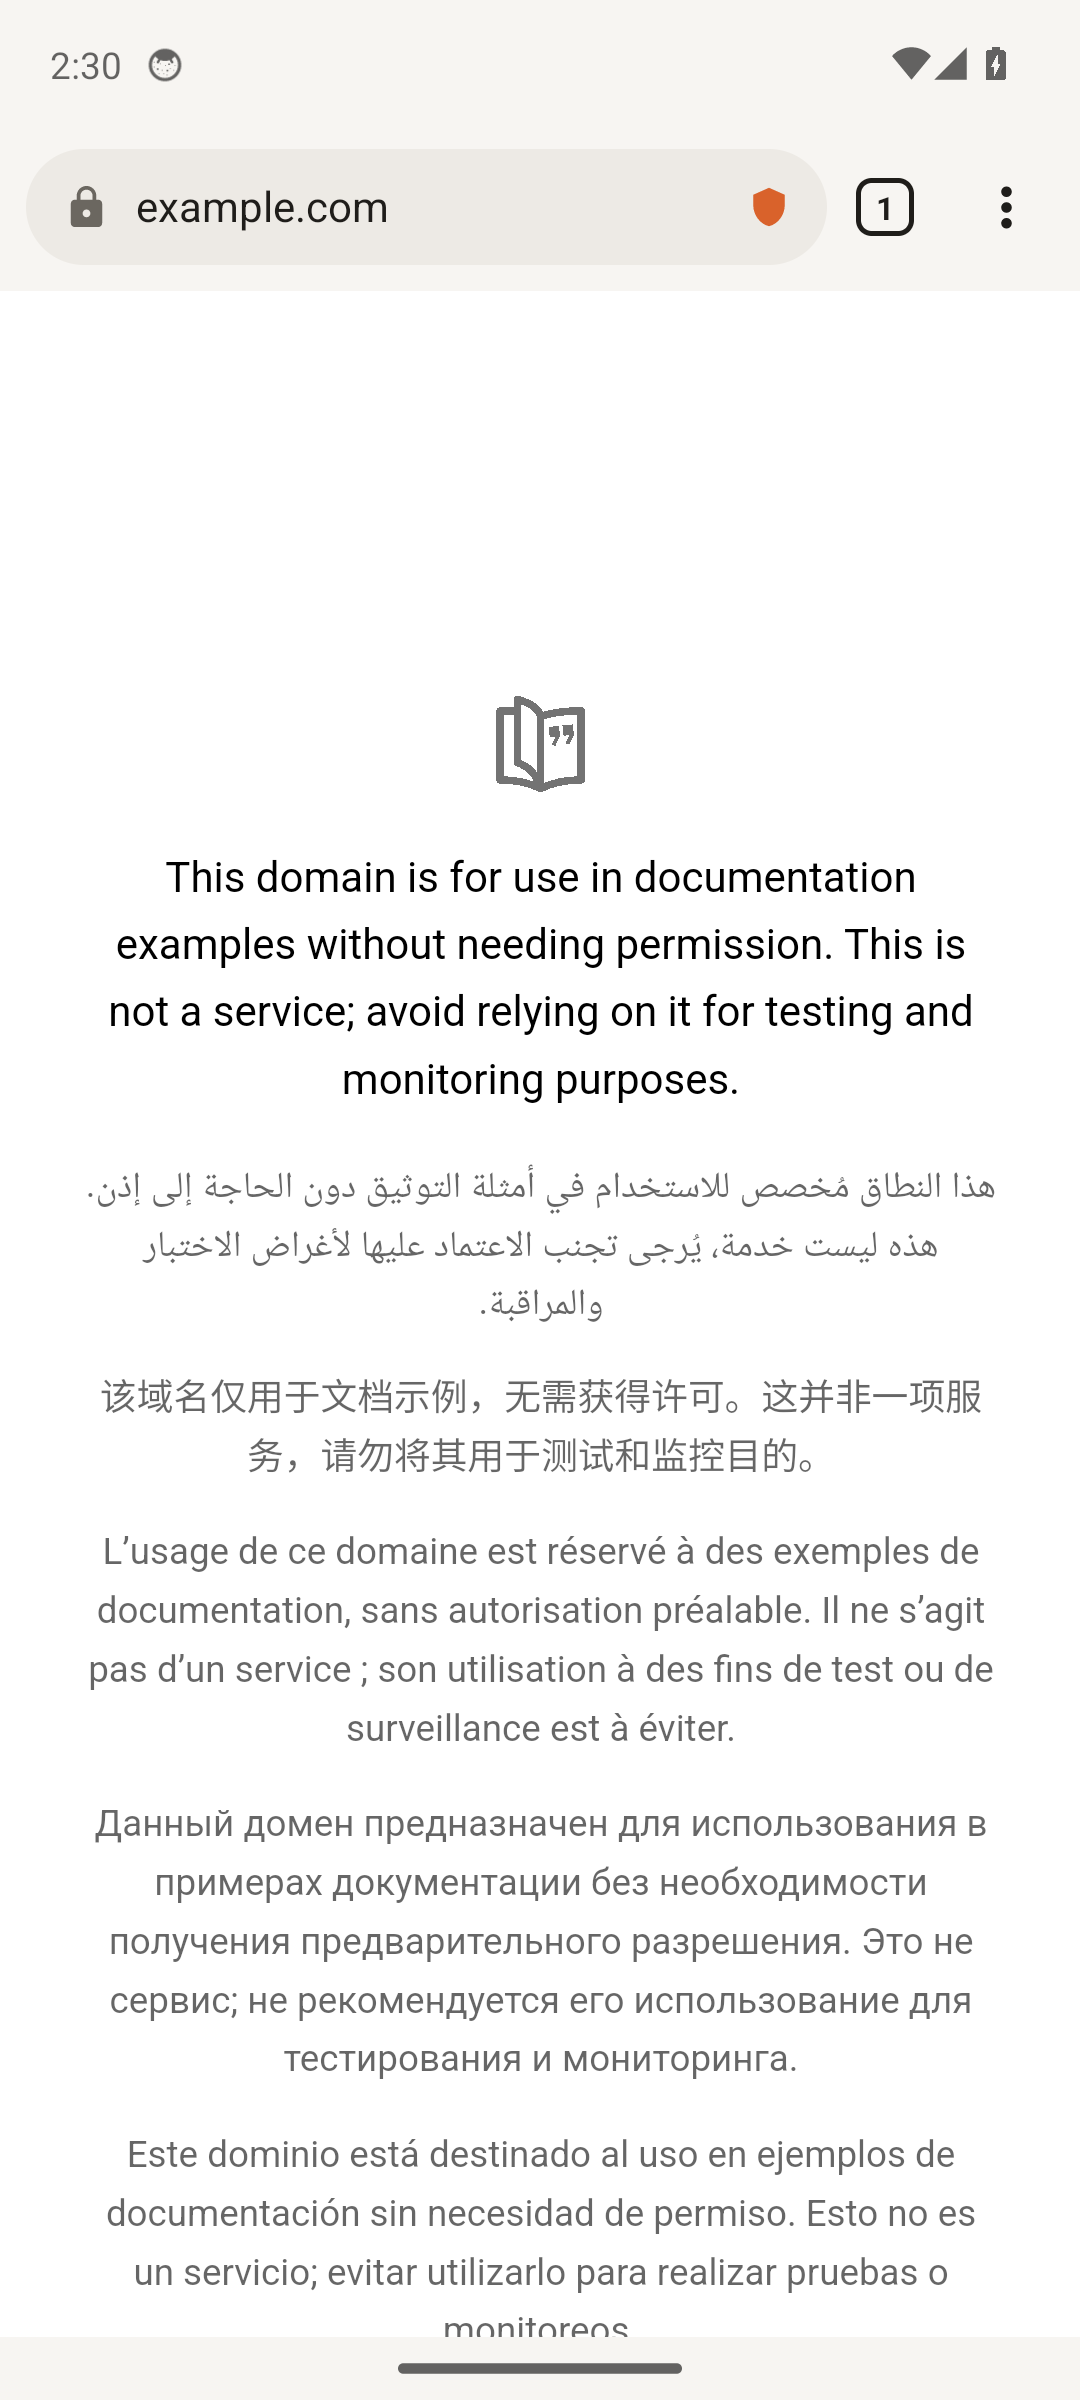 2:30
example.com
1
This domain is for use in documentation
examples without needing permission. This is
not a service; avoid relying on it for testing and
monitoring purposes.
هذا النطاق مُخصص للاستخدام في أمثلة التوثيق دون الحاجة إلى إذن.
هذه ليست خدمة، يُرجى تجنب الاعتماد عليها لأغراض الاختبار
والمراقبة.
该域名仅用于文档示例，无需获得许可。这并非一项服
务，请勿将其用于测试和监控目的。
L’usage de ce domaine est réservé à des exemples de
documentation, sans autorisation préalable. Il ne s’agit
pas d’un service ; son utilisation à des fins de test ou de
surveillance est à éviter.
Данный домен предназначен для использования в
примерах документации без необходимости
получения предварительного разрешения. Это не
сервис; не рекомендуется его использование для
тестирования и мониторинга.
Este dominio está destinado al uso en ejemplos de
documentación sin necesidad de permiso. Esto no es
un servicio; evitar utilizarlo para realizar pruebas o
monitoreos